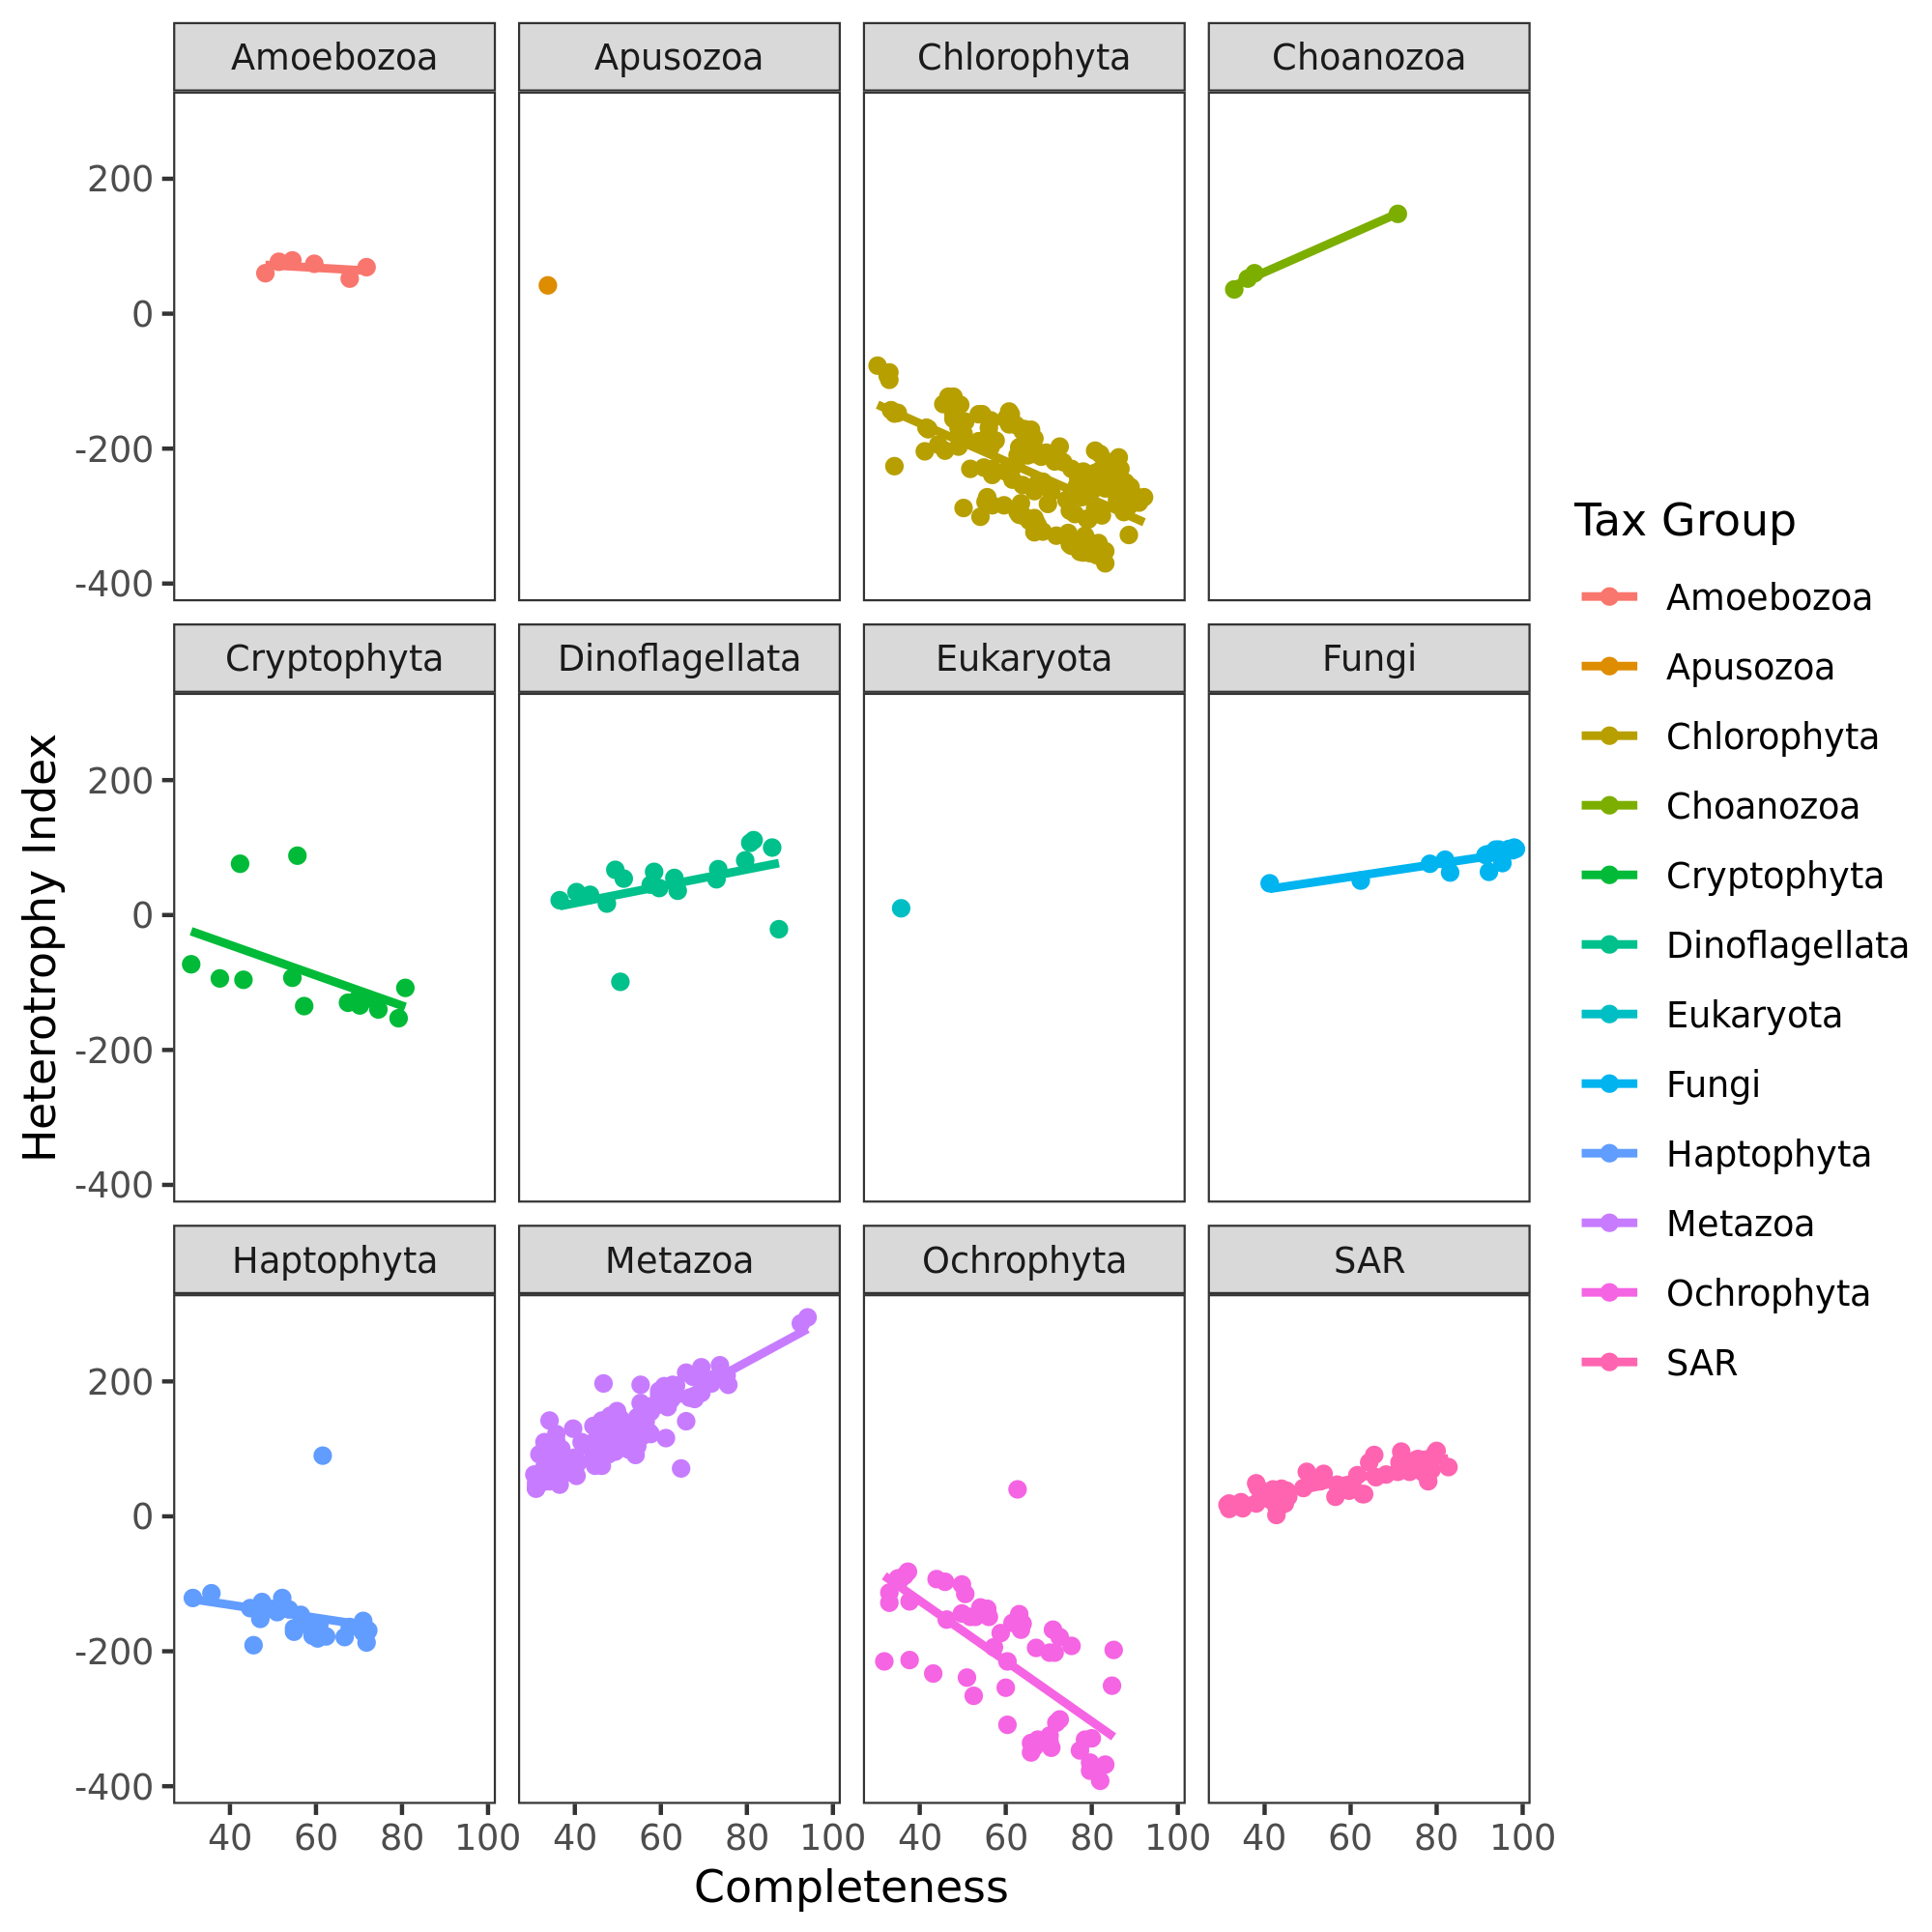 Amoebozoa Apusozoa Chlorophyta Choanozoa
200
0
-200
-400
Cryptophyta Dinoflagellata Eukaryota Fungi
200
0
-200
-400
Haptophyta Metazoa Ochrophyta SAR
200
0
-200
-400
40 60 80 100 40 60 80 100 40 60 80 100 40 60 80 100
Completeness
Heterotrophy Index
Tax Group
Amoebozoa
Apusozoa
Chlorophyta
Choanozoa
Cryptophyta
Dinoflagellata
Eukaryota
Fungi
Haptophyta
Metazoa
Ochrophyta
SAR